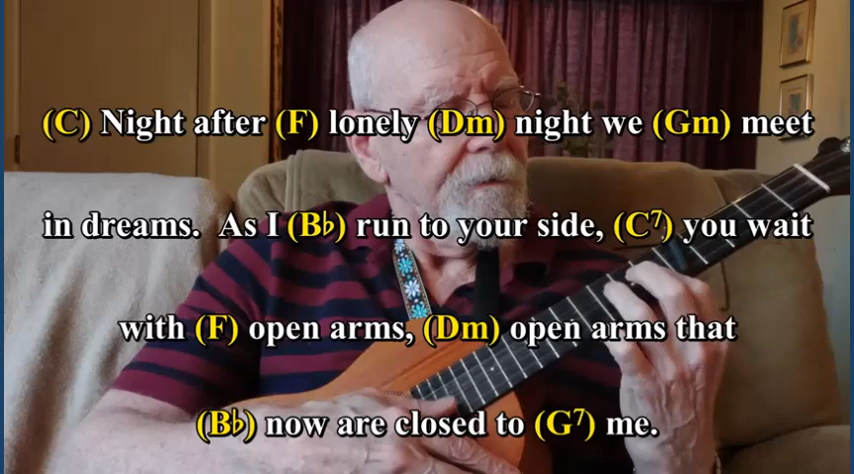 (C) Night after (F) lonely (Dm) night we (Gm) meet
in dreams. As I (B♭) run to your side, (C⁷) you wait
with (F) open arms, (Dm) open arms that
(B♭) now are closed to (G⁷) me.